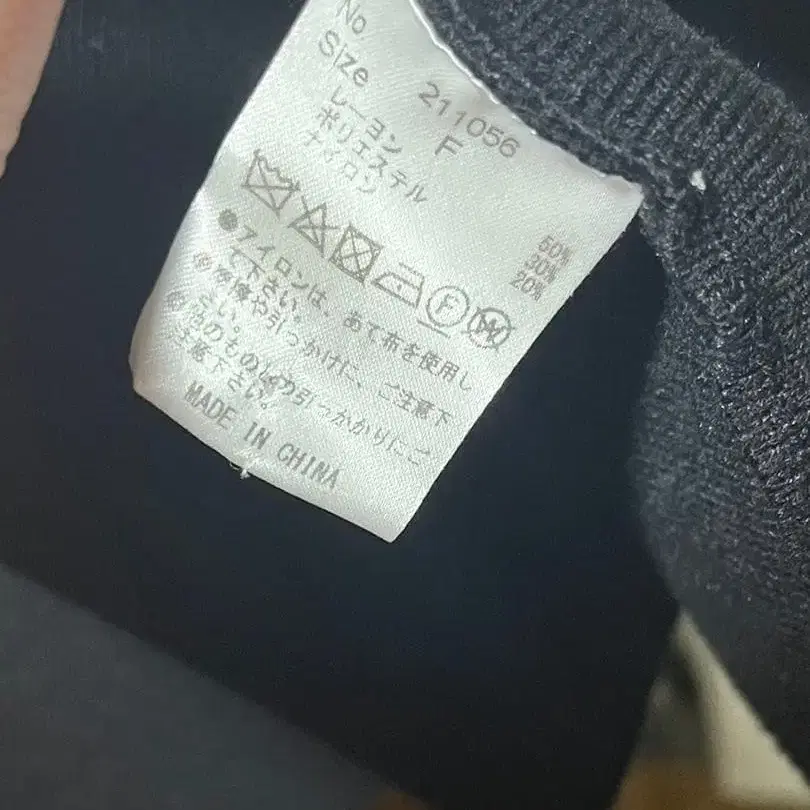 No 211056
Size F
レーヨン 50%
ポリエステル 30%
ナイロン 20%
F W
●アイロンは、あて布を使用し
て下さい。
※摩擦や引っかけに、ご注意下
さい。
※他のものとの引っかかりにご
注意下さい。
MADE IN CHINA